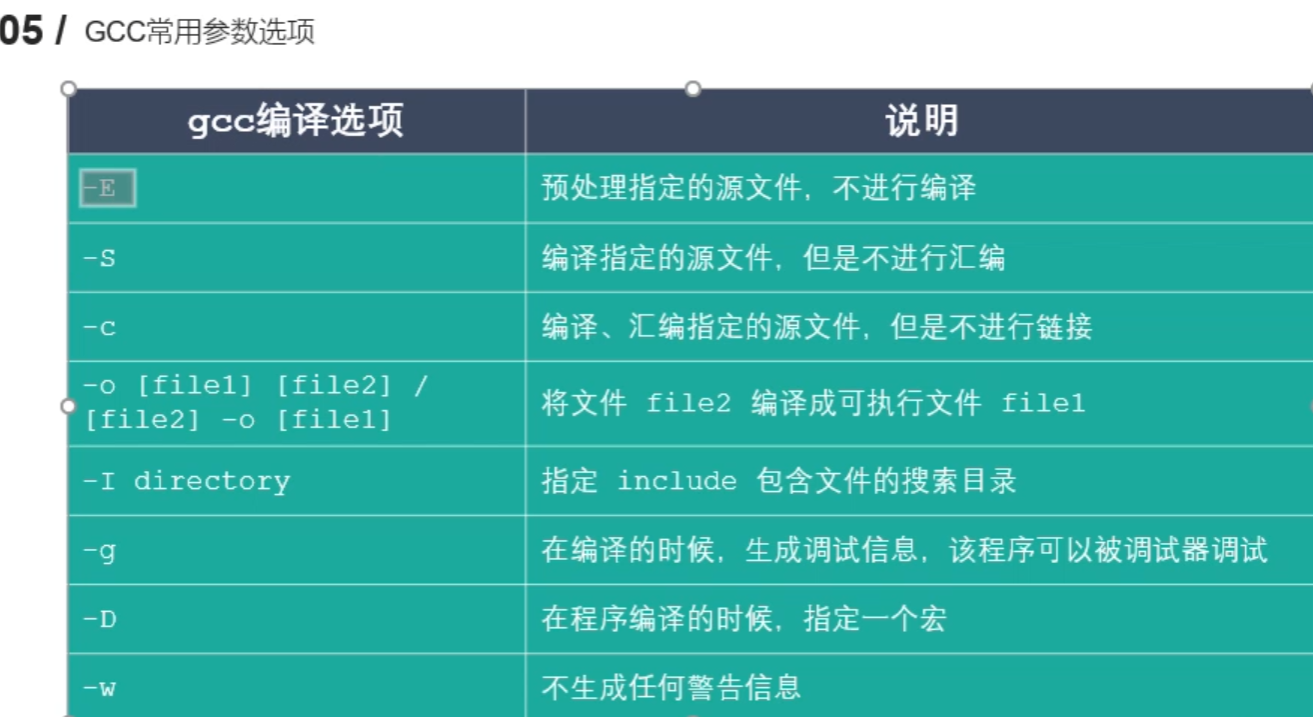 05 / GCC常用参数选项
gcc编译选项 说明
-E 预处理指定的源文件，不进行编译
-S 编译指定的源文件，但是不进行汇编
-c 编译、汇编指定的源文件，但是不进行链接
-o [file1] [file2] /
[file2] -o [file1]
将文件 file2 编译成可执行文件 file1
-I directory 指定 include 包含文件的搜索目录
-g 在编译的时候，生成调试信息，该程序可以被调试器调试
-D 在程序编译的时候，指定一个宏
-w 不生成任何警告信息